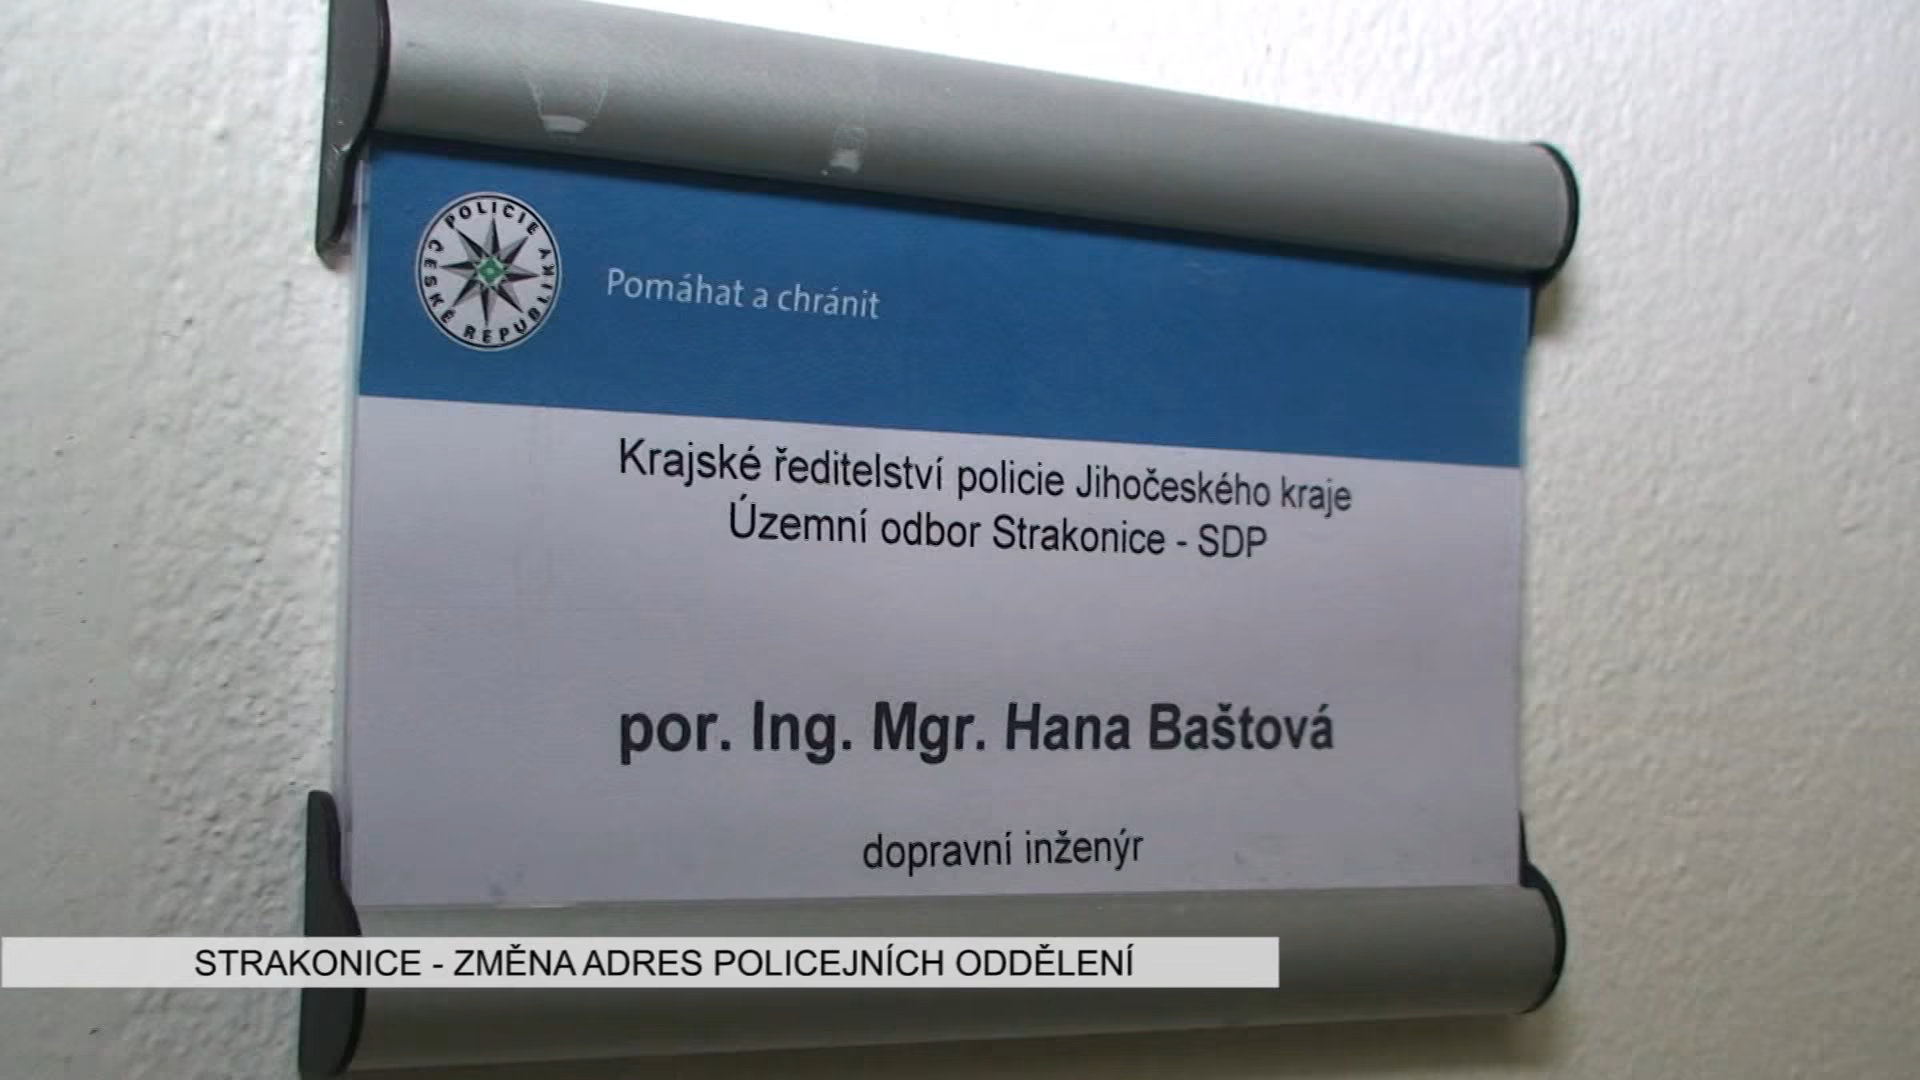 POLICIE ČESKÉ REPUBLIKY
Pomáhat a chránit
Krajské ředitelství policie Jihočeského kraje
Územní odbor Strakonice - SDP
por. Ing. Mgr. Hana Baštová
dopravní inženýr
STRAKONICE - ZMĚNA ADRES POLICEJNÍCH ODDĚLENÍ